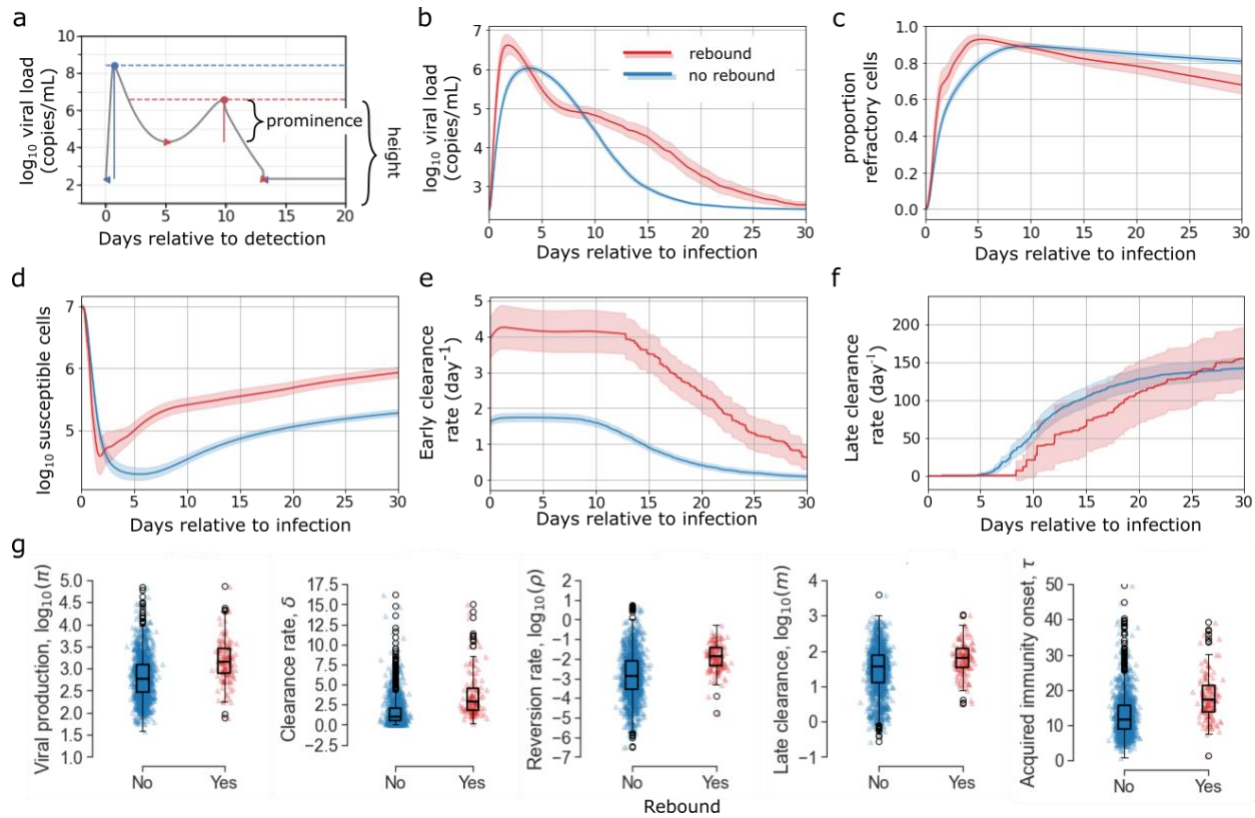 a
log₁₀ viral load
(copies/mL)
10
8
6
4
2
0
5
10
15
20
Days relative to detection
prominence
height
b
log₁₀ viral load
(copies/mL)
7
6
5
4
3
0
5
10
15
20
25
30
Days relative to infection
rebound
no rebound
c
proportion
refractory cells
1.0
0.8
0.6
0.4
0.2
0.0
0
5
10
15
20
25
30
Days relative to infection
d
log₁₀ susceptible cells
7
6
5
0
5
10
15
20
25
30
Days relative to infection
e
Early clearance
rate (day⁻¹)
5
4
3
2
1
0
0
5
10
15
20
25
30
Days relative to infection
f
Late clearance
rate (day⁻¹)
200
150
100
50
0
0
5
10
15
20
25
30
Days relative to infection
g
Viral production, log₁₀(π)
5.0
4.5
4.0
3.5
3.0
2.5
2.0
1.5
1.0
No
Yes
Clearance rate, δ
17.5
15.0
12.5
10.0
7.5
5.0
2.5
0.0
−2.5
No
Yes
Reversion rate, log₁₀(ρ)
2
1
0
−1
−2
−3
−4
−5
−6
−7
No
Yes
Late clearance, log₁₀(m)
4
3
2
1
0
−1
No
Yes
Acquired immunity onset, τ
50
40
30
20
10
0
No
Yes
Rebound